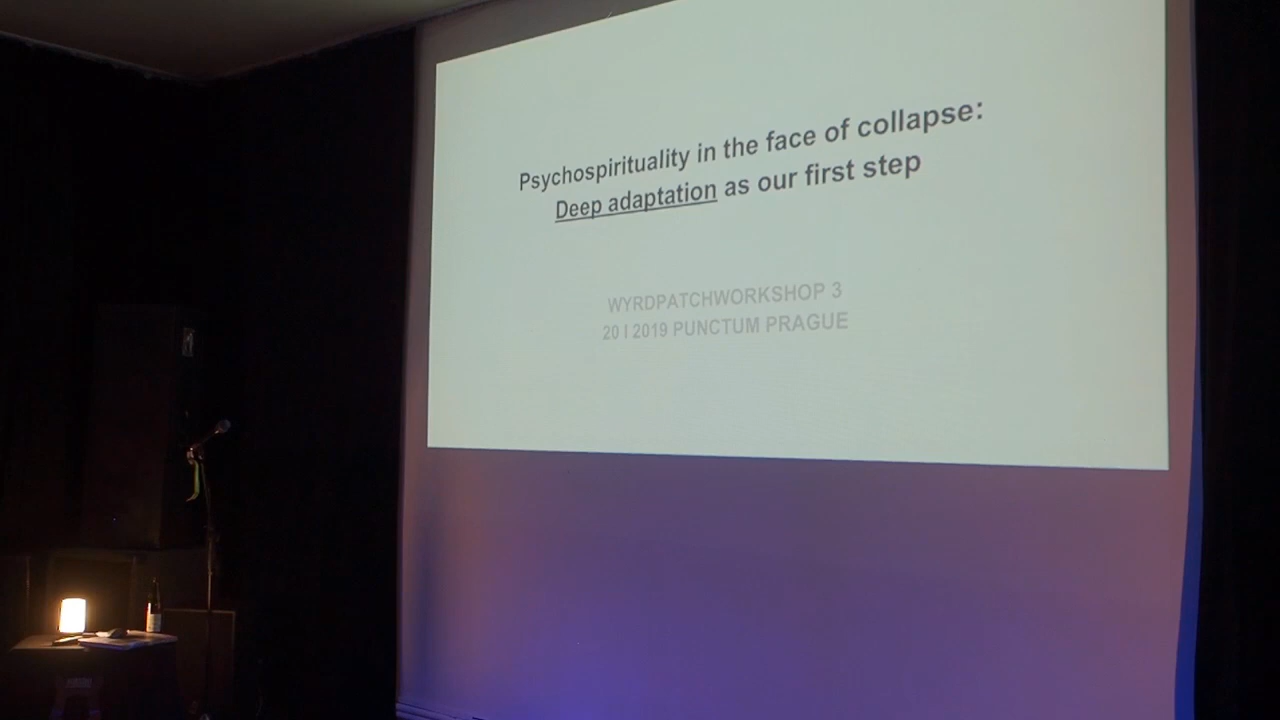 Psychospirituality in the face of collapse:
Deep adaptation as our first step
WYRDPATCHWORKSHOP 3
20 I 2019 PUNCTUM PRAGUE